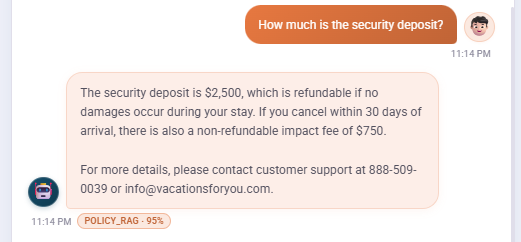 How much is the security deposit?
11:14 PM
The security deposit is $2,500, which is refundable if no
damages occur during your stay. If you cancel within 30 days of
arrival, there is also a non-refundable impact fee of $750.
For more details, please contact customer support at 888-509-
0039 or info@vacationsforyou.com.
11:14 PM POLICY_RAG · 95%